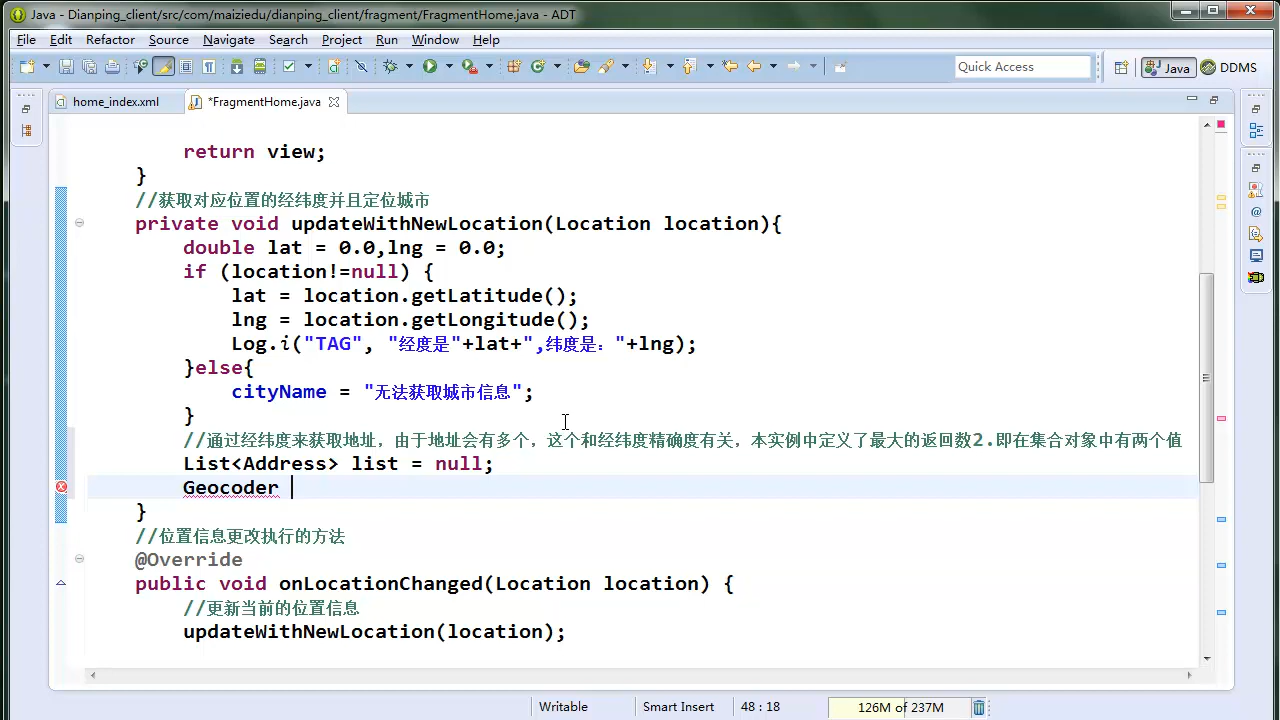 Java - Dianping_client/src/com/maiziedu/dianping_client/fragment/FragmentHome.java - ADT
File Edit Refactor Source Navigate Search Project Run Window Help
Quick Access
Java DDMS
home_index.xml *FragmentHome.java
return view;
}
//获取对应位置的经纬度并且定位城市
private void updateWithNewLocation(Location location){
double lat = 0.0,lng = 0.0;
if (location!=null) {
lat = location.getLatitude();
lng = location.getLongitude();
Log.i("TAG", "经度是"+lat+",纬度是："+lng);
}else{
cityName = "无法获取城市信息";
}
//通过经纬度来获取地址，由于地址会有多个，这个和经纬度精确度有关，本实例中定义了最大的返回数2.即在集合对象中有两个值
List<Address> list = null;
Geocoder
}
//位置信息更改执行的方法
@Override
public void onLocationChanged(Location location) {
//更新当前的位置信息
updateWithNewLocation(location);
Writable Smart Insert 48 : 18 126M of 237M